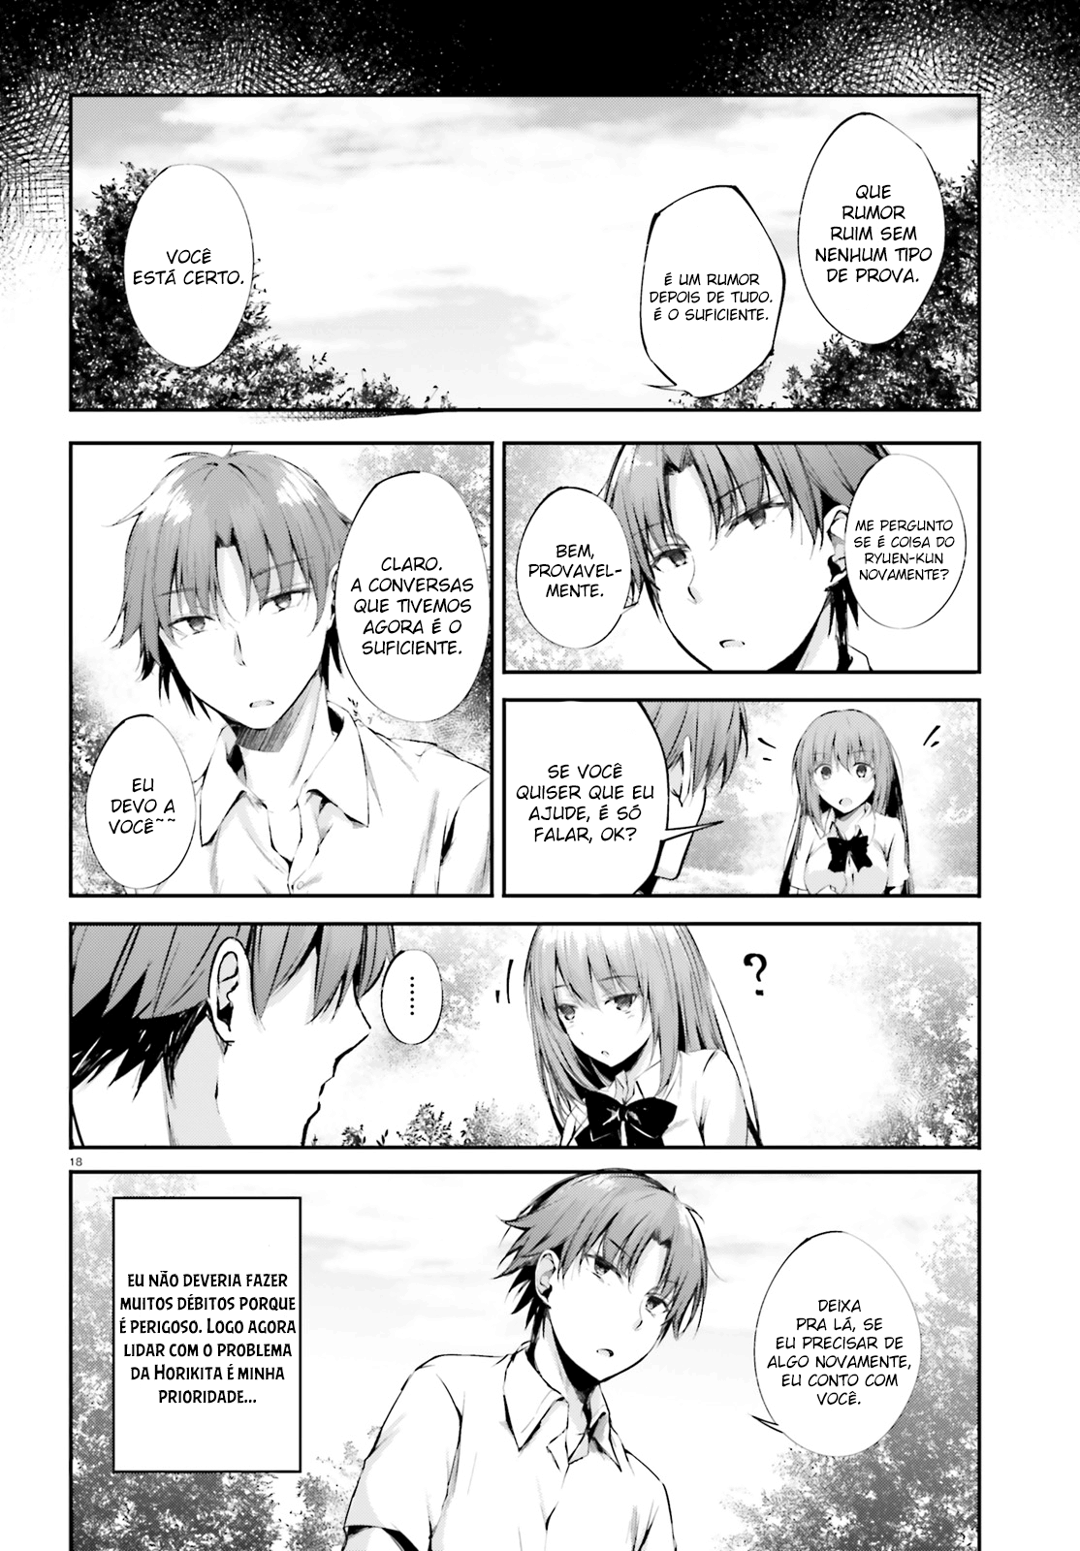 QUE
RUMOR
RUIM SEM
NENHUM TIPO
DE PROVA.
É UM RUMOR
DEPOIS DE TUDO.
É O SUFICIENTE.
VOCÊ
ESTÁ CERTO.
ME PERGUNTO
SE É COISA DO
RYUEN-KUN
NOVAMENTE?
BEM,
PROVAVEL-
MENTE.
SE VOCÊ
QUISER QUE EU
AJUDE, É SÓ
FALAR, OK?
CLARO.
A CONVERSAS
QUE TIVEMOS
AGORA É O
SUFICIENTE.
EU
DEVO A
VOCÊ~~
?
......
18
DEIXA
PRA LÁ, SE
EU PRECISAR DE
ALGO NOVAMENTE,
EU CONTO COM
VOCÊ.
EU NÃO DEVERIA FAZER
MUITOS DÉBITOS PORQUE
É PERIGOSO. LOGO AGORA
LIDAR COM O PROBLEMA
DA HORIKITA É MINHA
PRIORIDADE...